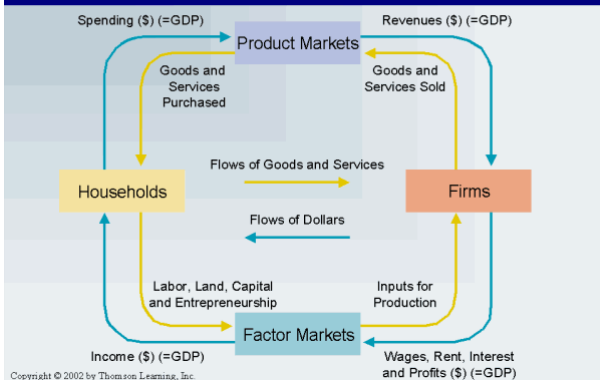 Spending ($) (=GDP)
Revenues ($) (=GDP)
Product Markets
Goods and
Services
Purchased
Goods and
Services Sold
Flows of Goods and Services
Households
Firms
Flows of Dollars
Labor, Land, Capital
and Entrepreneurship
Inputs for
Production
Factor Markets
Income ($) (=GDP)
Wages, Rent, Interest
and Profits ($) (=GDP)
Copyright © 2002 by Thomson Learning, Inc.